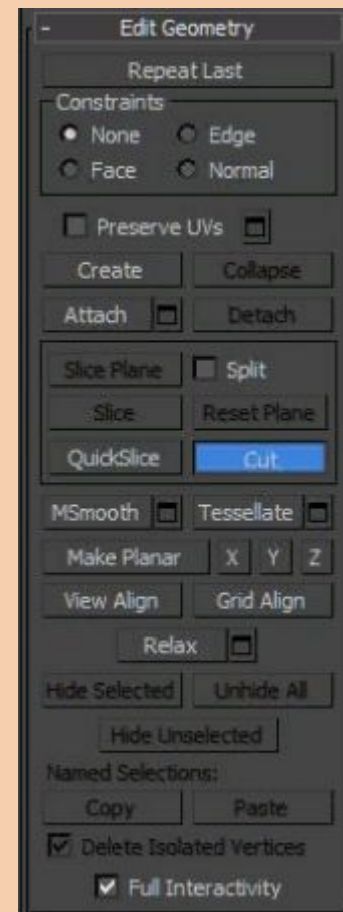 - Edit Geometry
Repeat Last
Constraints
None Edge
Face Normal
Preserve UVs
Create Collapse
Attach Detach
Slice Plane Split
Slice Reset Plane
QuickSlice Cut
MSmooth Tessellate
Make Planar X Y Z
View Align Grid Align
Relax
Hide Selected Unhide All
Hide Unselected
Named Selections:
Copy Paste
Delete Isolated Vertices
Full Interactivity